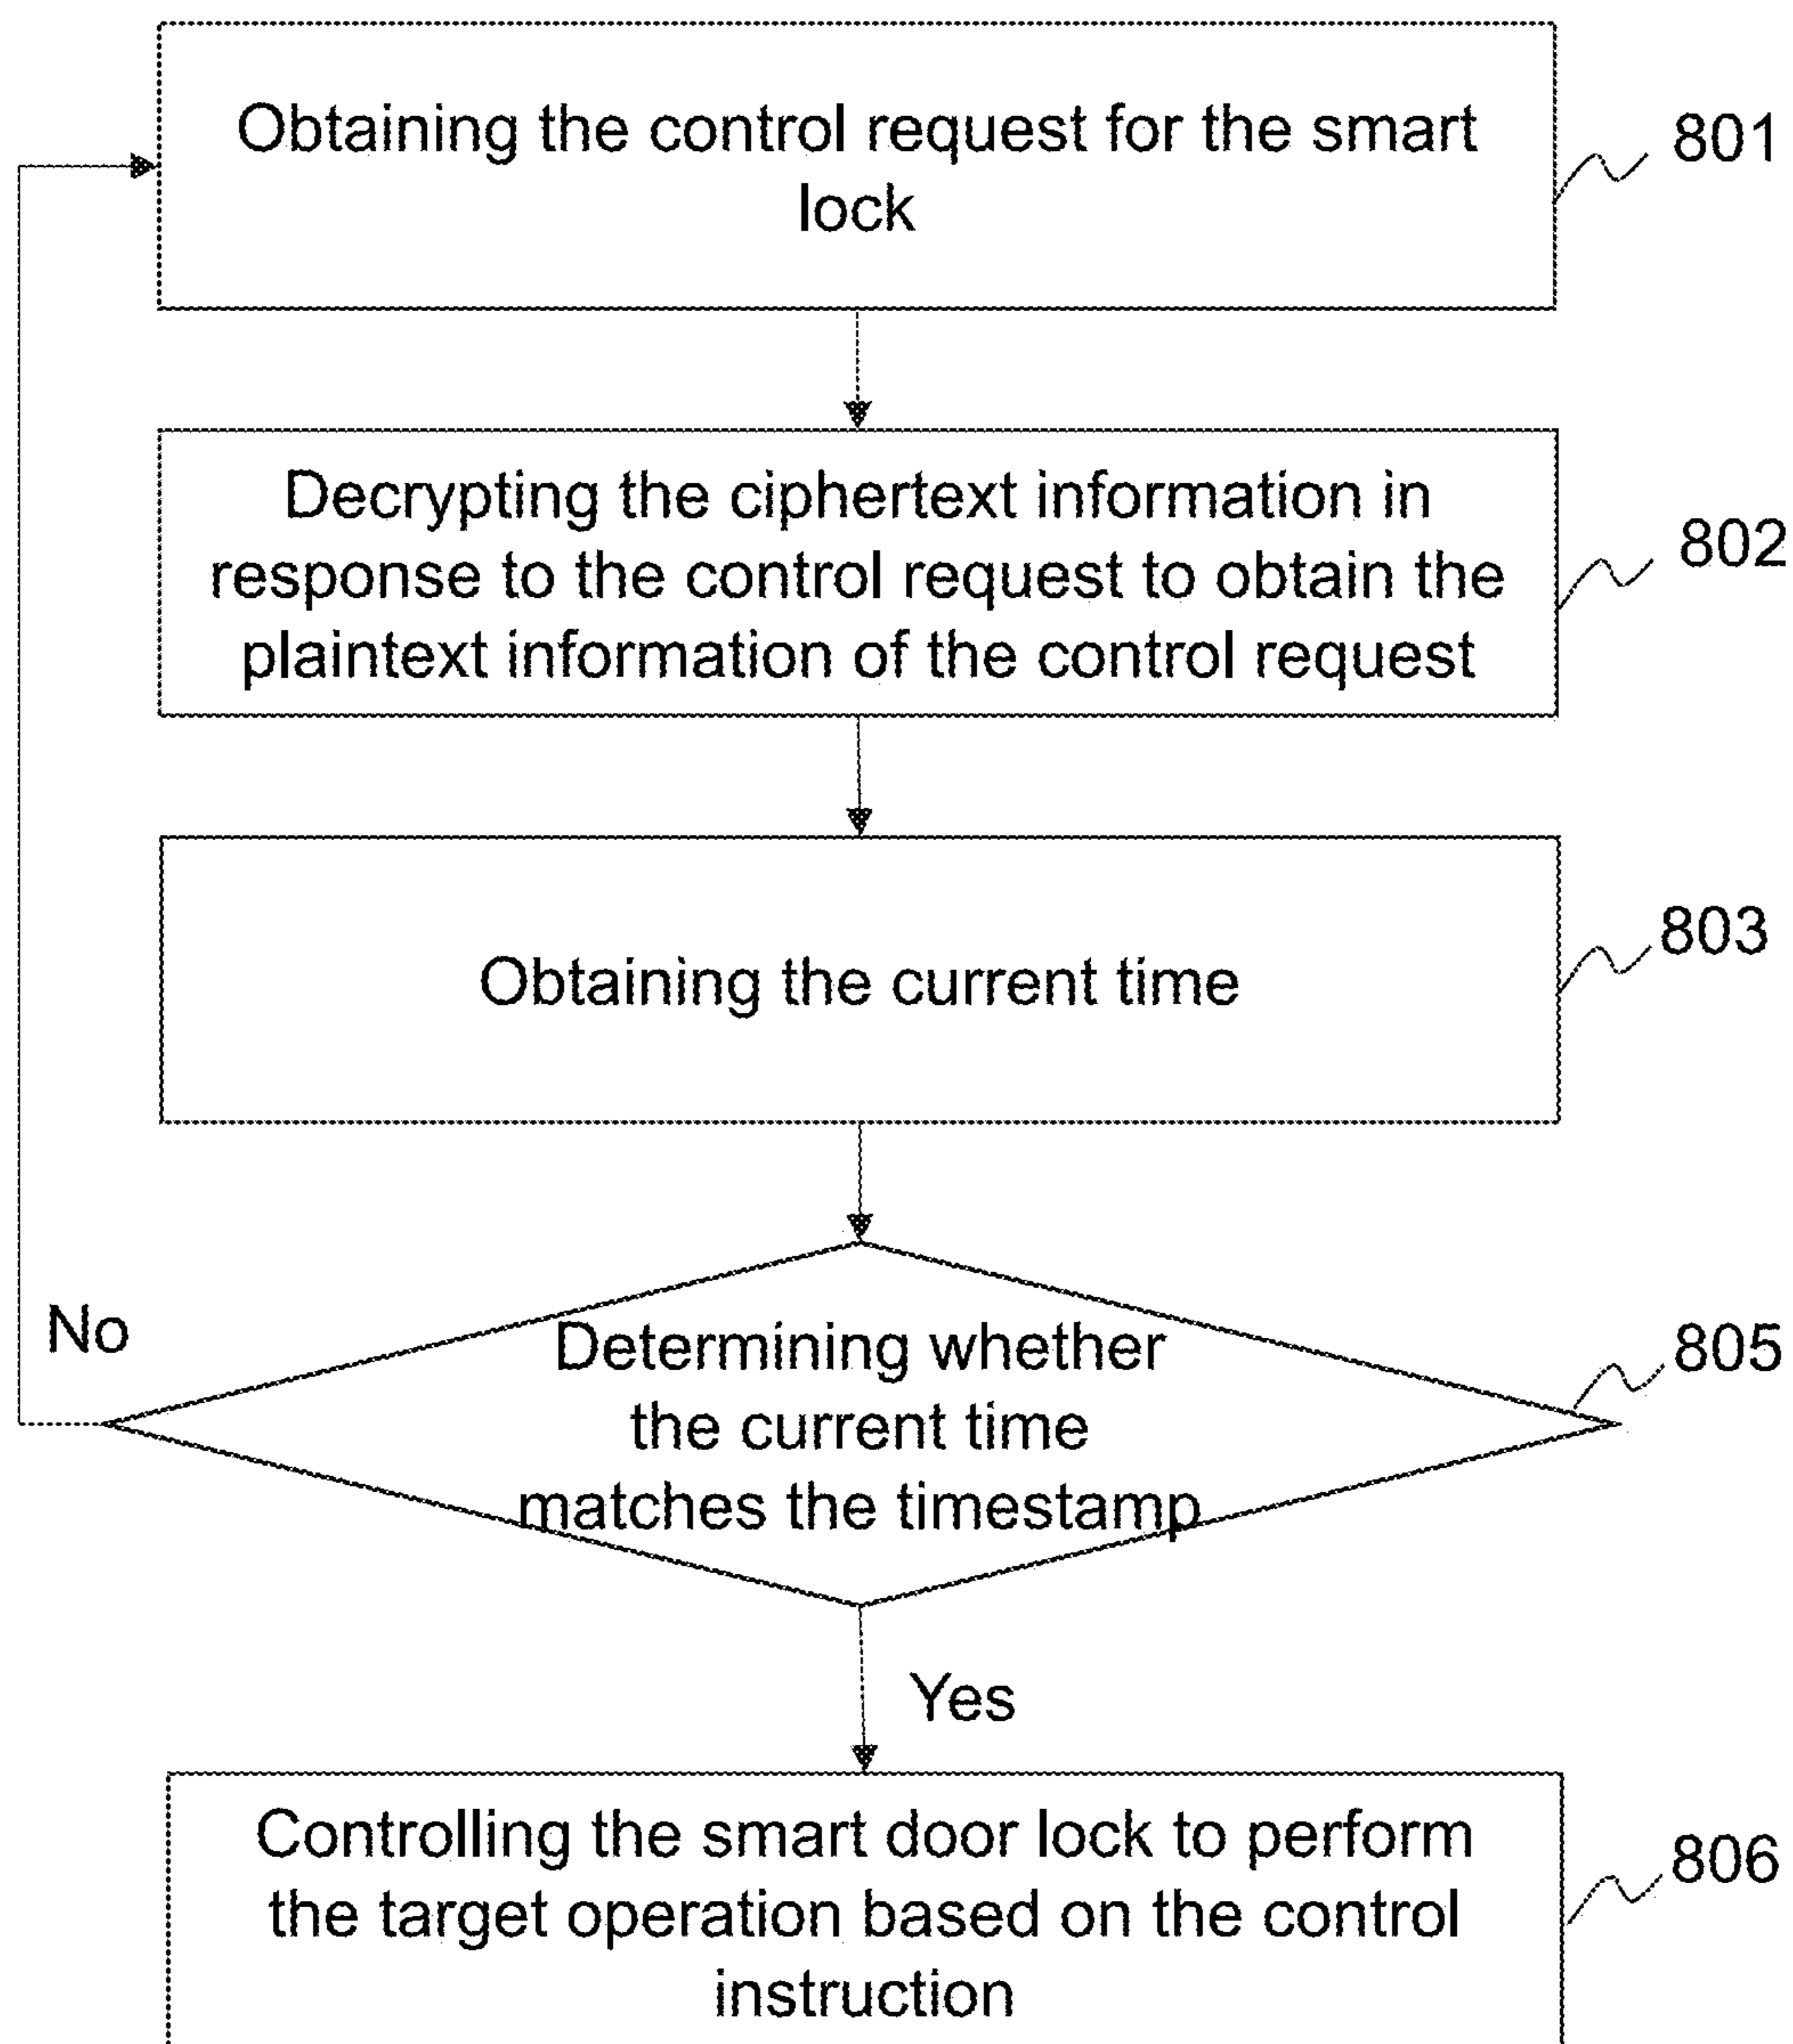 Obtaining the control request for the smart
lock
801
Decrypting the ciphertext information in
response to the control request to obtain the
plaintext information of the control request
802
Obtaining the current time
803
No
Determining whether
the current time
matches the timestamp
805
Yes
Controlling the smart door lock to perform
the target operation based on the control
instruction
806